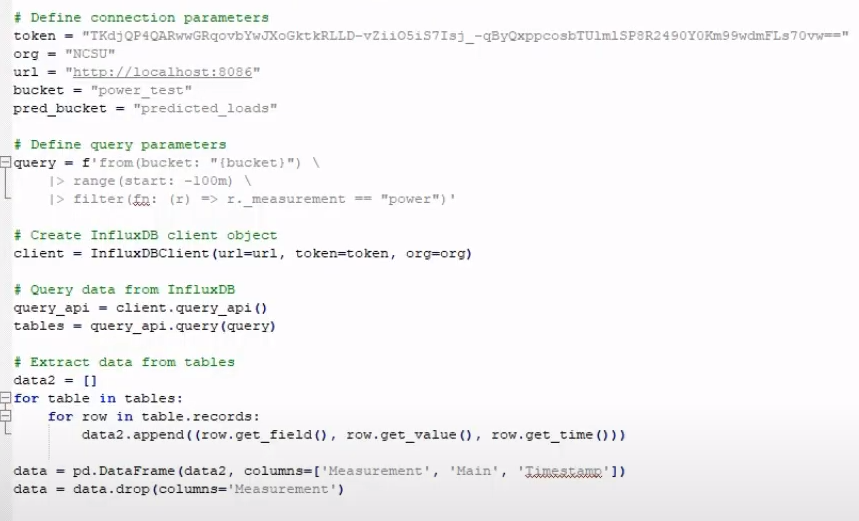 # Define connection parameters
token = "TKdjQP4QARwwGRqovbYwJXoGktkRLLD-vZiiO5iS7Isj_-qByQxppcosbTUlmlSP8R2490Y0Km99wdmFLs70vw=="
org = "NCSU"
url = "http://localhost:8086"
bucket = "power_test"
pred_bucket = "predicted_loads"

# Define query parameters
query = f'from(bucket: "{bucket}") \
    |> range(start: -100m) \
    |> filter(fn: (r) => r._measurement == "power")'

# Create InfluxDB client object
client = InfluxDBClient(url=url, token=token, org=org)

# Query data from InfluxDB
query_api = client.query_api()
tables = query_api.query(query)

# Extract data from tables
data2 = []
for table in tables:
    for row in table.records:
        data2.append((row.get_field(), row.get_value(), row.get_time()))

data = pd.DataFrame(data2, columns=['Measurement', 'Main', 'Timestamp'])
data = data.drop(columns='Measurement')